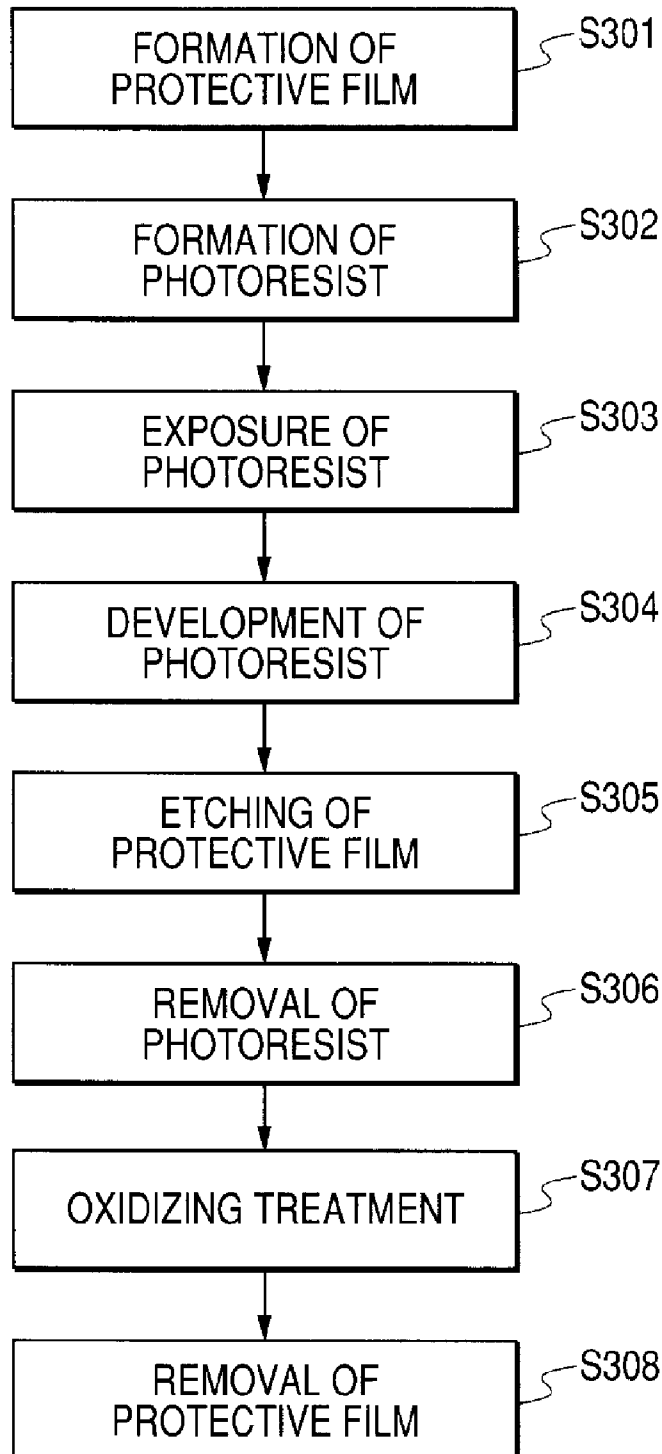 FORMATION OF
PROTECTIVE FILM
S301
FORMATION OF
PHOTORESIST
S302
EXPOSURE OF
PHOTORESIST
S303
DEVELOPMENT OF
PHOTORESIST
S304
ETCHING OF
PROTECTIVE FILM
S305
REMOVAL OF
PHOTORESIST
S306
OXIDIZING TREATMENT
S307
REMOVAL OF
PROTECTIVE FILM
S308